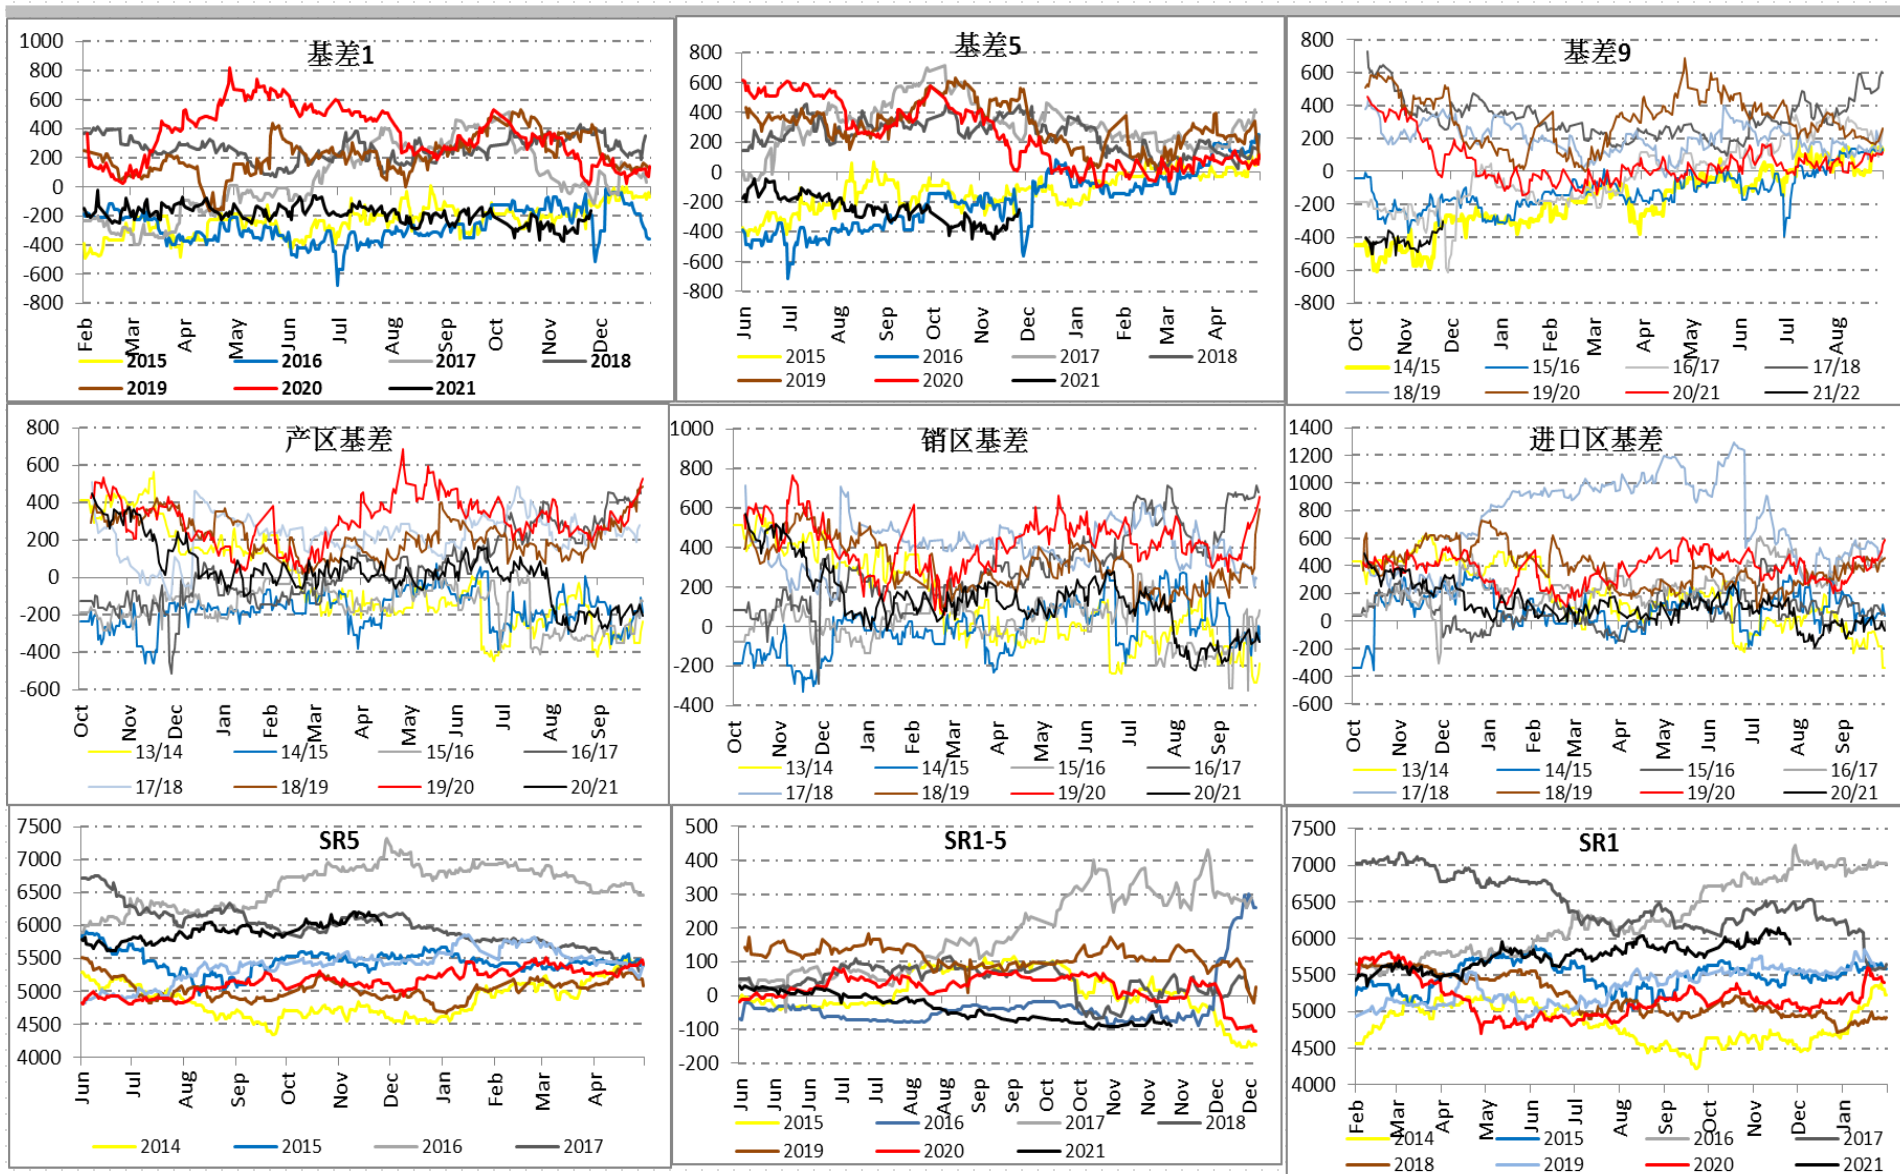 基差1
1000
800
600
400
200
0
-200
-400
-600
-800
Feb Mar Apr May Jun Jul Aug Sep Oct Nov Dec
2015 2016 2017 2018
2019 2020 2021
基差5
800
600
400
200
0
-200
-400
-600
-800
Jun Jul Aug Sep Oct Nov Dec Jan Feb Mar Apr
2015 2016 2017 2018
2019 2020 2021
基差9
800
600
400
200
0
-200
-400
-600
-800
Oct Nov Dec Jan Feb Mar Apr May Jun Jul Aug
14/15 15/16 16/17 17/18
18/19 19/20 20/21 21/22
产区基差
800
600
400
200
0
-200
-400
-600
Oct Nov Dec Jan Feb Mar Apr May Jun Jul Aug Sep
13/14 14/15 15/16 16/17
17/18 18/19 19/20 20/21
销区基差
1000
800
600
400
200
0
-200
-400
Oct Nov Dec Jan Feb Mar Apr May Jun Jul Aug Sep
13/14 14/15 15/16 16/17
17/18 18/19 19/20 20/21
进口区基差
1400
1200
1000
800
600
400
200
0
-200
-400
-600
Oct Nov Dec Jan Feb Mar Apr May Jun Jul Aug Sep
13/14 14/15 15/16 16/17
17/18 18/19 19/20 20/21
SR5
7500
7000
6500
6000
5500
5000
4500
4000
Jun Jul Aug Sep Oct Nov Dec Jan Feb Mar Apr
2014 2015 2016 2017
SR1-5
500
400
300
200
100
0
-100
-200
Jun Jun Jun Jul Jul Aug Aug Sep Sep Oct Oct Nov Nov Nov Dec Dec
2015 2016 2017 2018
2019 2020 2021
SR1
7500
7000
6500
6000
5500
5000
4500
4000
Feb Mar Apr May Jun Jul Aug Sep Oct Nov Dec Jan
2014 2015 2016 2017
2018 2019 2020 2021